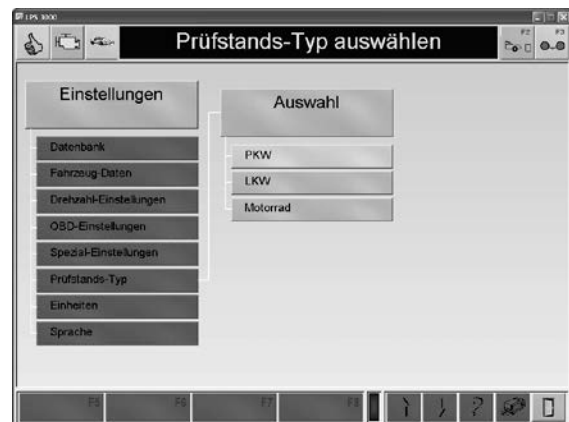 LPS 3000
Prüfstands-Typ auswählen
F2
F3
Einstellungen
Auswahl
Datenbank
Fahrzeug-Daten
Drehzahl-Einstellungen
OBD-Einstellungen
Spezial-Einstellungen
Prüfstands-Typ
Einheiten
Sprache
PKW
LKW
Motorrad
F5
F6
F7
F8